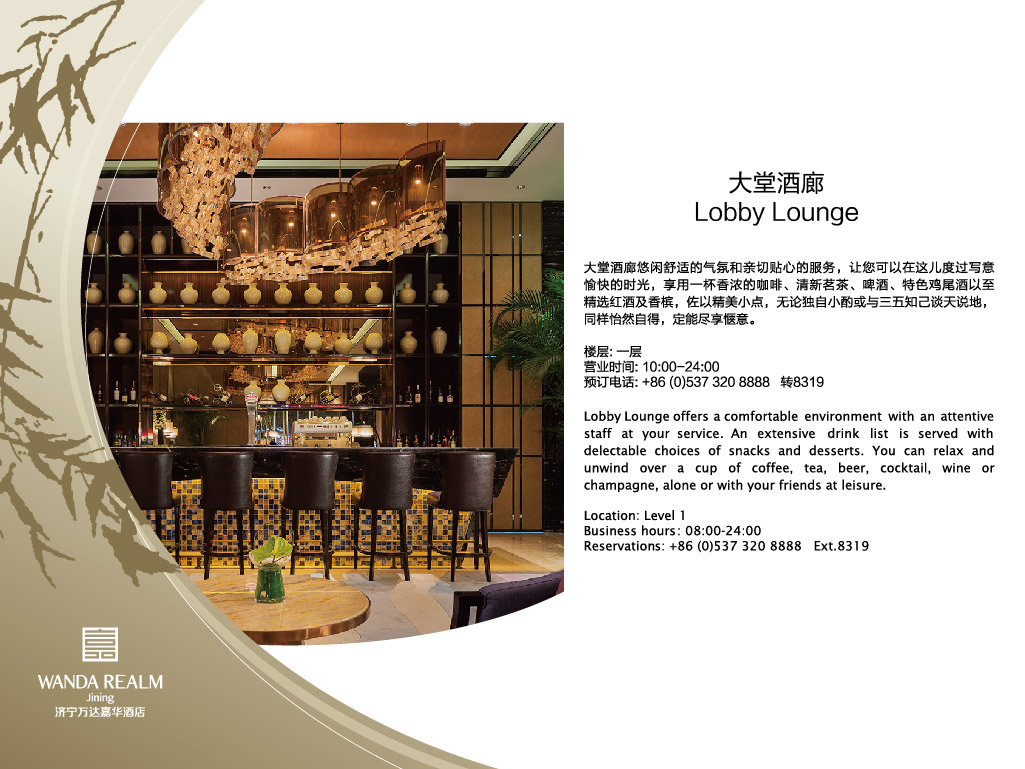 大堂酒廊
Lobby Lounge
大堂酒廊悠闲舒适的气氛和亲切贴心的服务，让您可以在这儿度过写意
愉快的时光，享用一杯香浓的咖啡、清新茗茶、啤酒、特色鸡尾酒以至
精选红酒及香槟，佐以精美小点，无论独自小酌或与三五知己谈天说地，
同样怡然自得，定能尽享惬意。
楼层: 一层
营业时间: 10:00-24:00
预订电话: +86 (0)537 320 8888 转8319
Lobby Lounge offers a comfortable environment with an attentive
staff at your service. An extensive drink list is served with
delectable choices of snacks and desserts. You can relax and
unwind over a cup of coffee, tea, beer, cocktail, wine or
champagne, alone or with your friends at leisure.
Location: Level 1
Business hours: 08:00-24:00
Reservations: +86 (0)537 320 8888 Ext.8319
WANDA REALM
Jining
济宁万达嘉华酒店